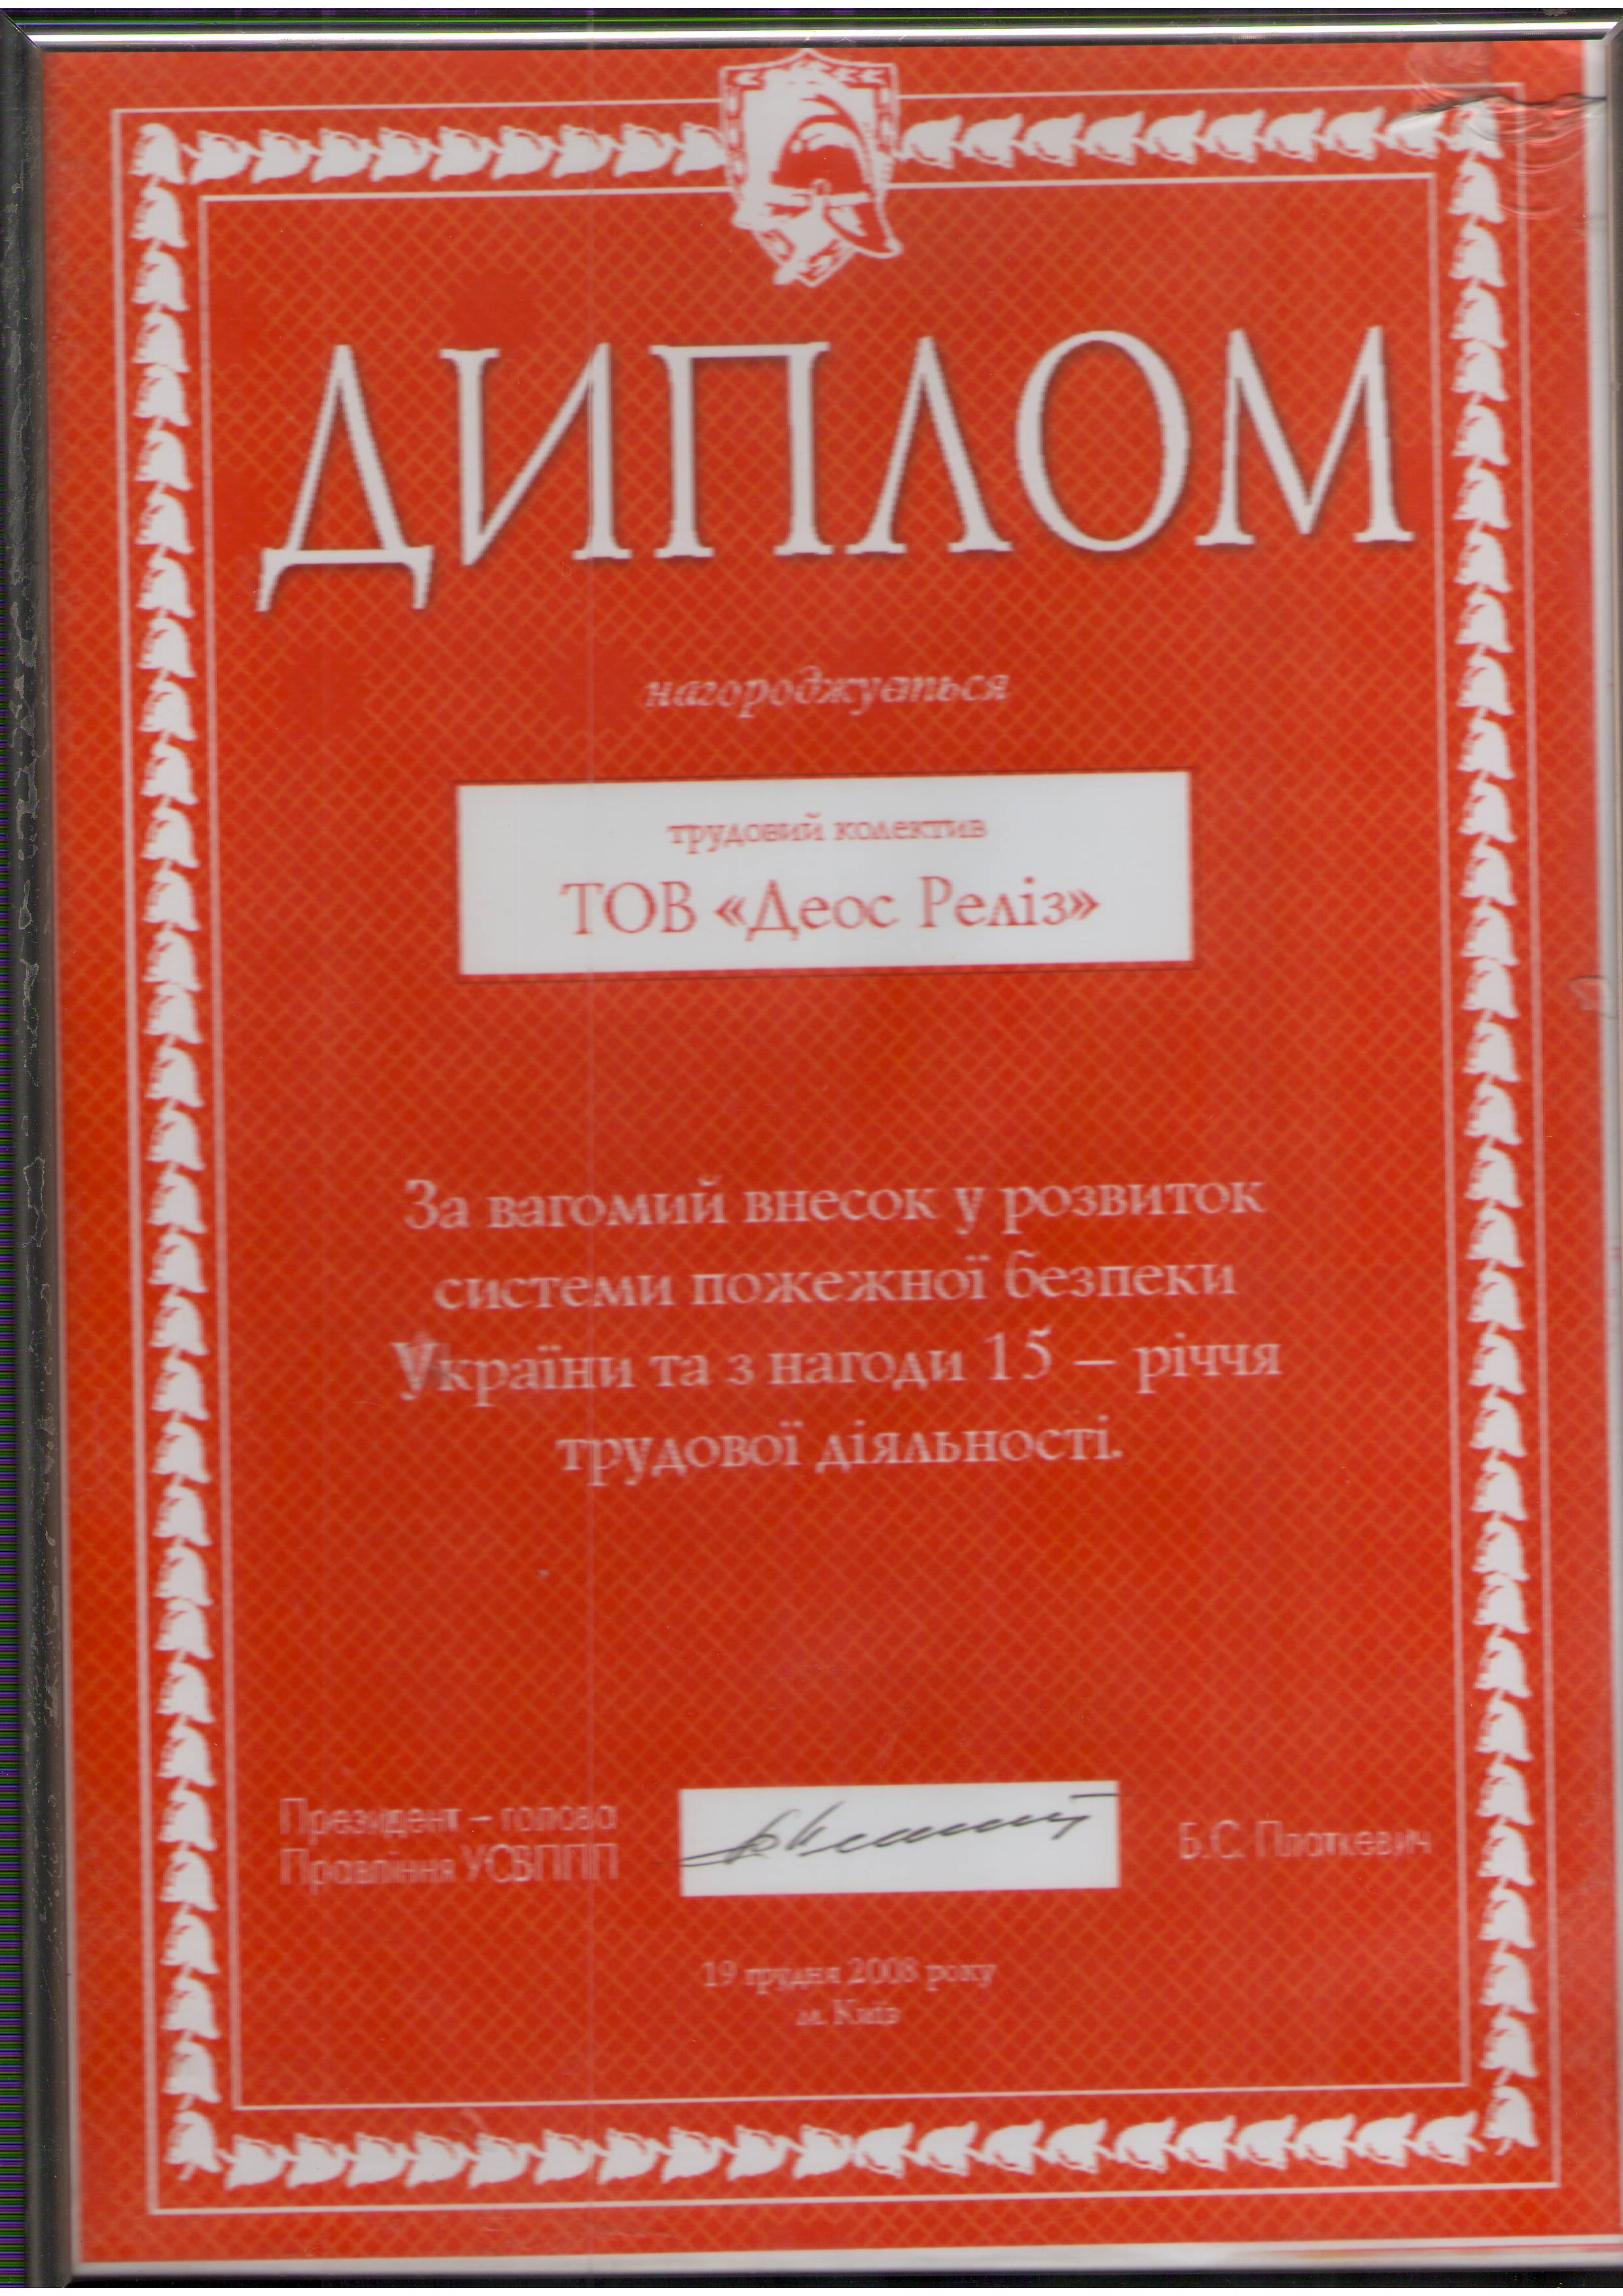 ДИПЛОМ
нагороджується
трудовий колектив
ТОВ «Деос Реліз»
За вагомий внесок у розвиток
системи пожежної безпеки
України та з нагоди 15 – річчя
трудової діяльності.
Президент – голова
Правління УСВППП
Б.С. Платкевич
19 грудня 2008 року
м. Київ